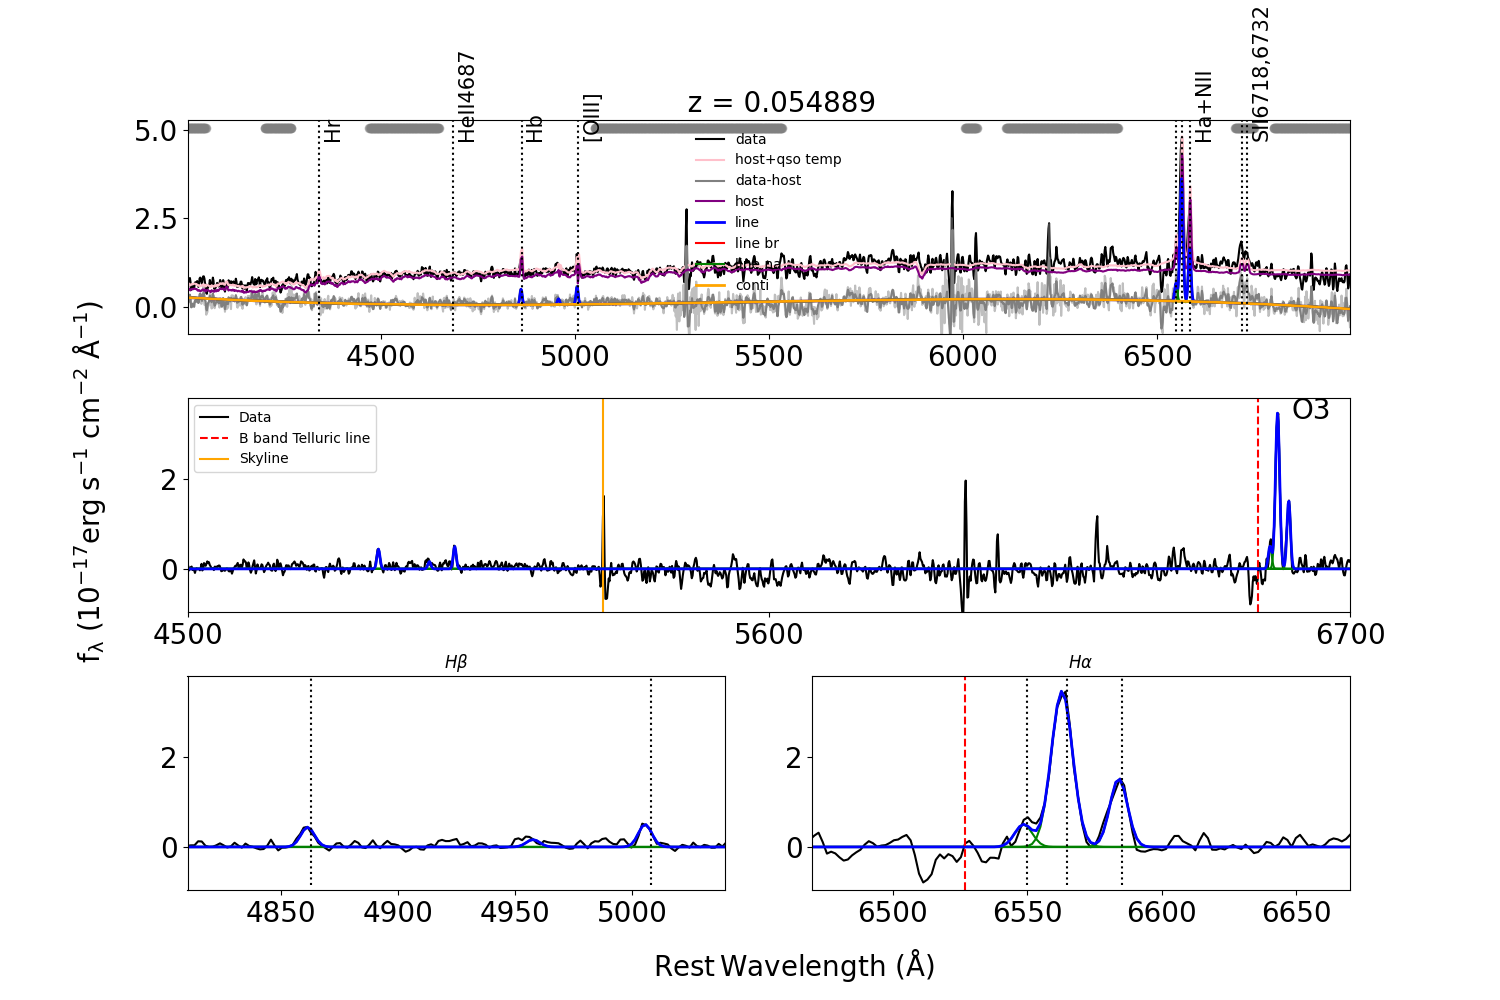 z = 0.054889
Hr
HeII4687
Hb
[OIII]
Ha+NII
SII6718,6732
5.0
2.5
0.0
data
host+qso temp
data-host
host
line
line br
line na
conti
4500
5000
5500
6000
6500
fλ (10⁻¹⁷erg s⁻¹ cm⁻² Å⁻¹)
Data
B band Telluric line
Skyline
O3
2
0
4500
5600
6700
Hβ
2
0
4850
4900
4950
5000
Hα
2
0
6500
6550
6600
6650
Rest Wavelength (Å)